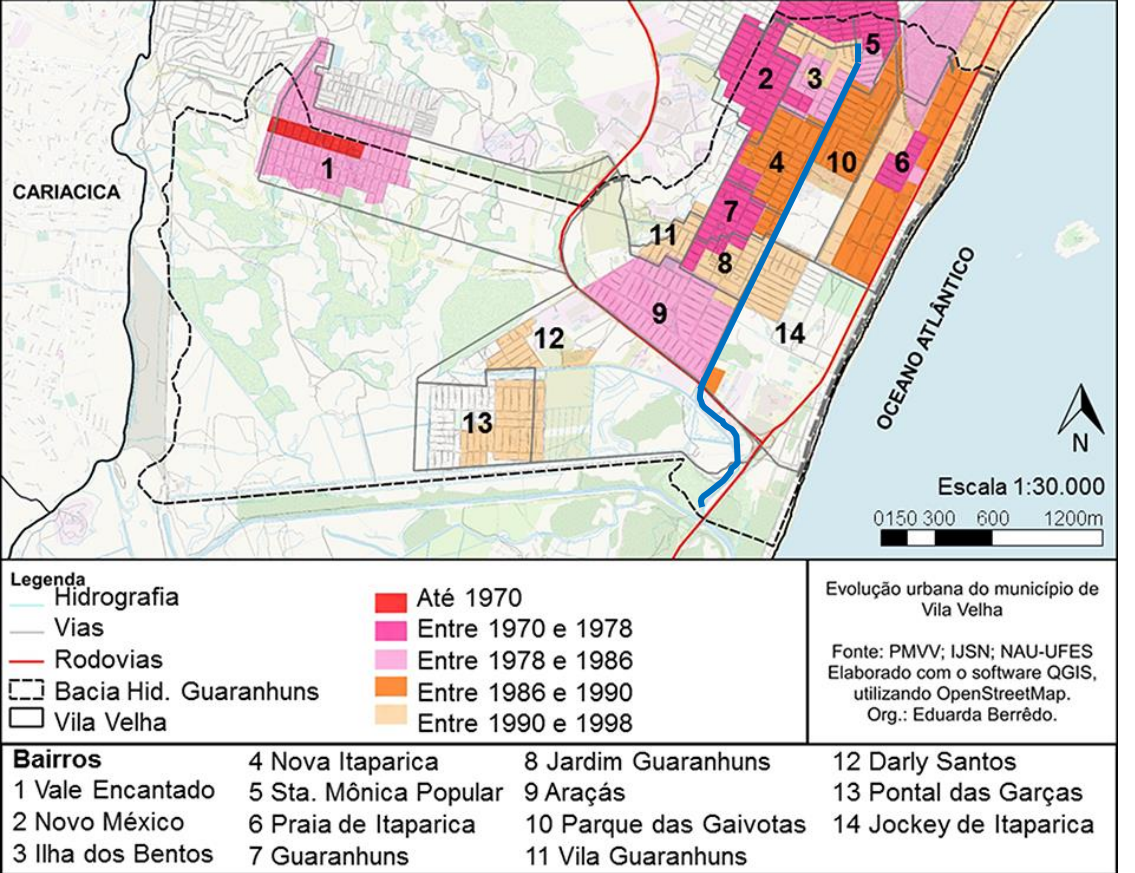 CARIACICA
OCEANO ATLÂNTICO
1
2
3
4
5
6
7
8
9
10
11
12
13
14
N
Escala 1:30.000
0150 300 600 1200m
Legenda
Hidrografia
Vias
Rodovias
Bacia Hid. Guaranhuns
Vila Velha
Até 1970
Entre 1970 e 1978
Entre 1978 e 1986
Entre 1986 e 1990
Entre 1990 e 1998
Evolução urbana do município de
Vila Velha
Fonte: PMVV; IJSN; NAU-UFES
Elaborado com o software QGIS,
utilizando OpenStreetMap.
Org.: Eduarda Berrêdo.
Bairros
1 Vale Encantado
2 Novo México
3 Ilha dos Bentos
4 Nova Itaparica
5 Sta. Mônica Popular
6 Praia de Itaparica
7 Guaranhuns
8 Jardim Guaranhuns
9 Araçás
10 Parque das Gaivotas
11 Vila Guaranhuns
12 Darly Santos
13 Pontal das Garças
14 Jockey de Itaparica